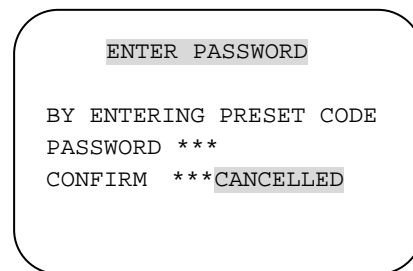 ENTER PASSWORD
BY ENTERING PRESET CODE
PASSWORD ***
CONFIRM ***CANCELLED